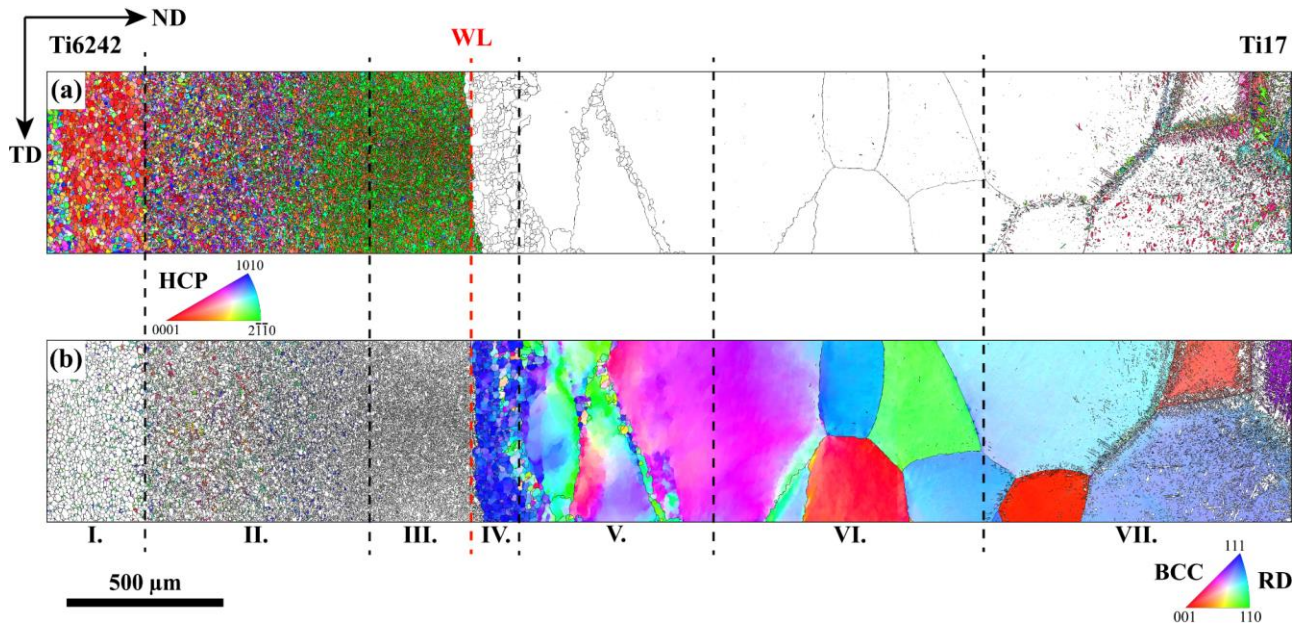 ND
Ti6242
WL
Ti17
(a)
TD
HCP
1010
0001
2110
(b)
I.
II.
III.
IV.
V.
VI.
VII.
500 µm
BCC
111
RD
001
110